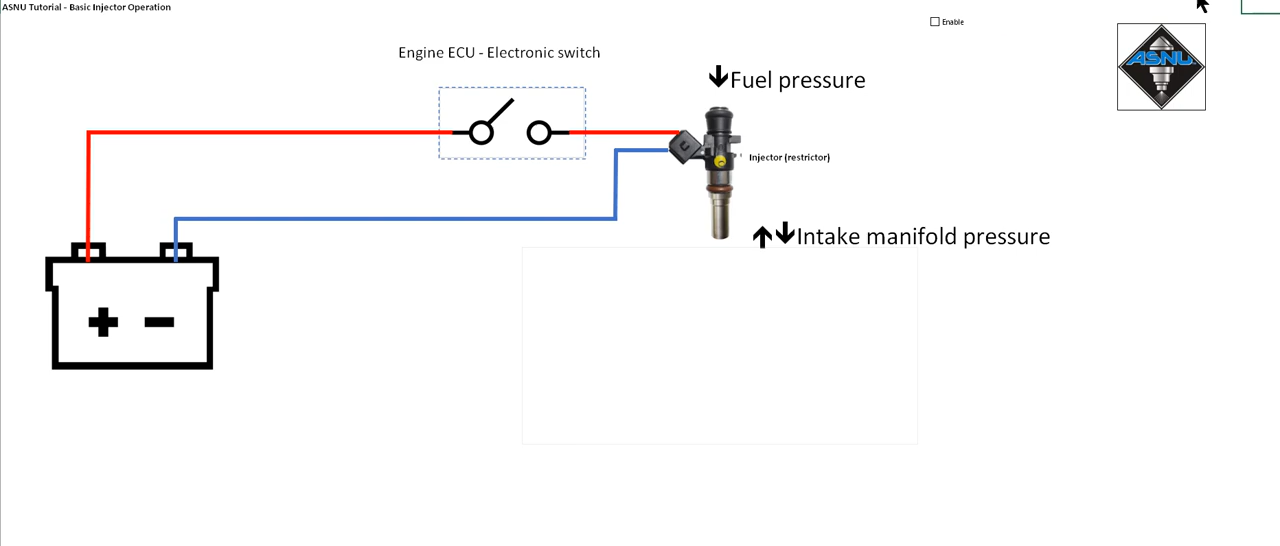 ASNU Tutorial - Basic Injector Operation
Enable
Engine ECU - Electronic switch
ASNU
Fuel pressure
Injector (restrictor)
Intake manifold pressure